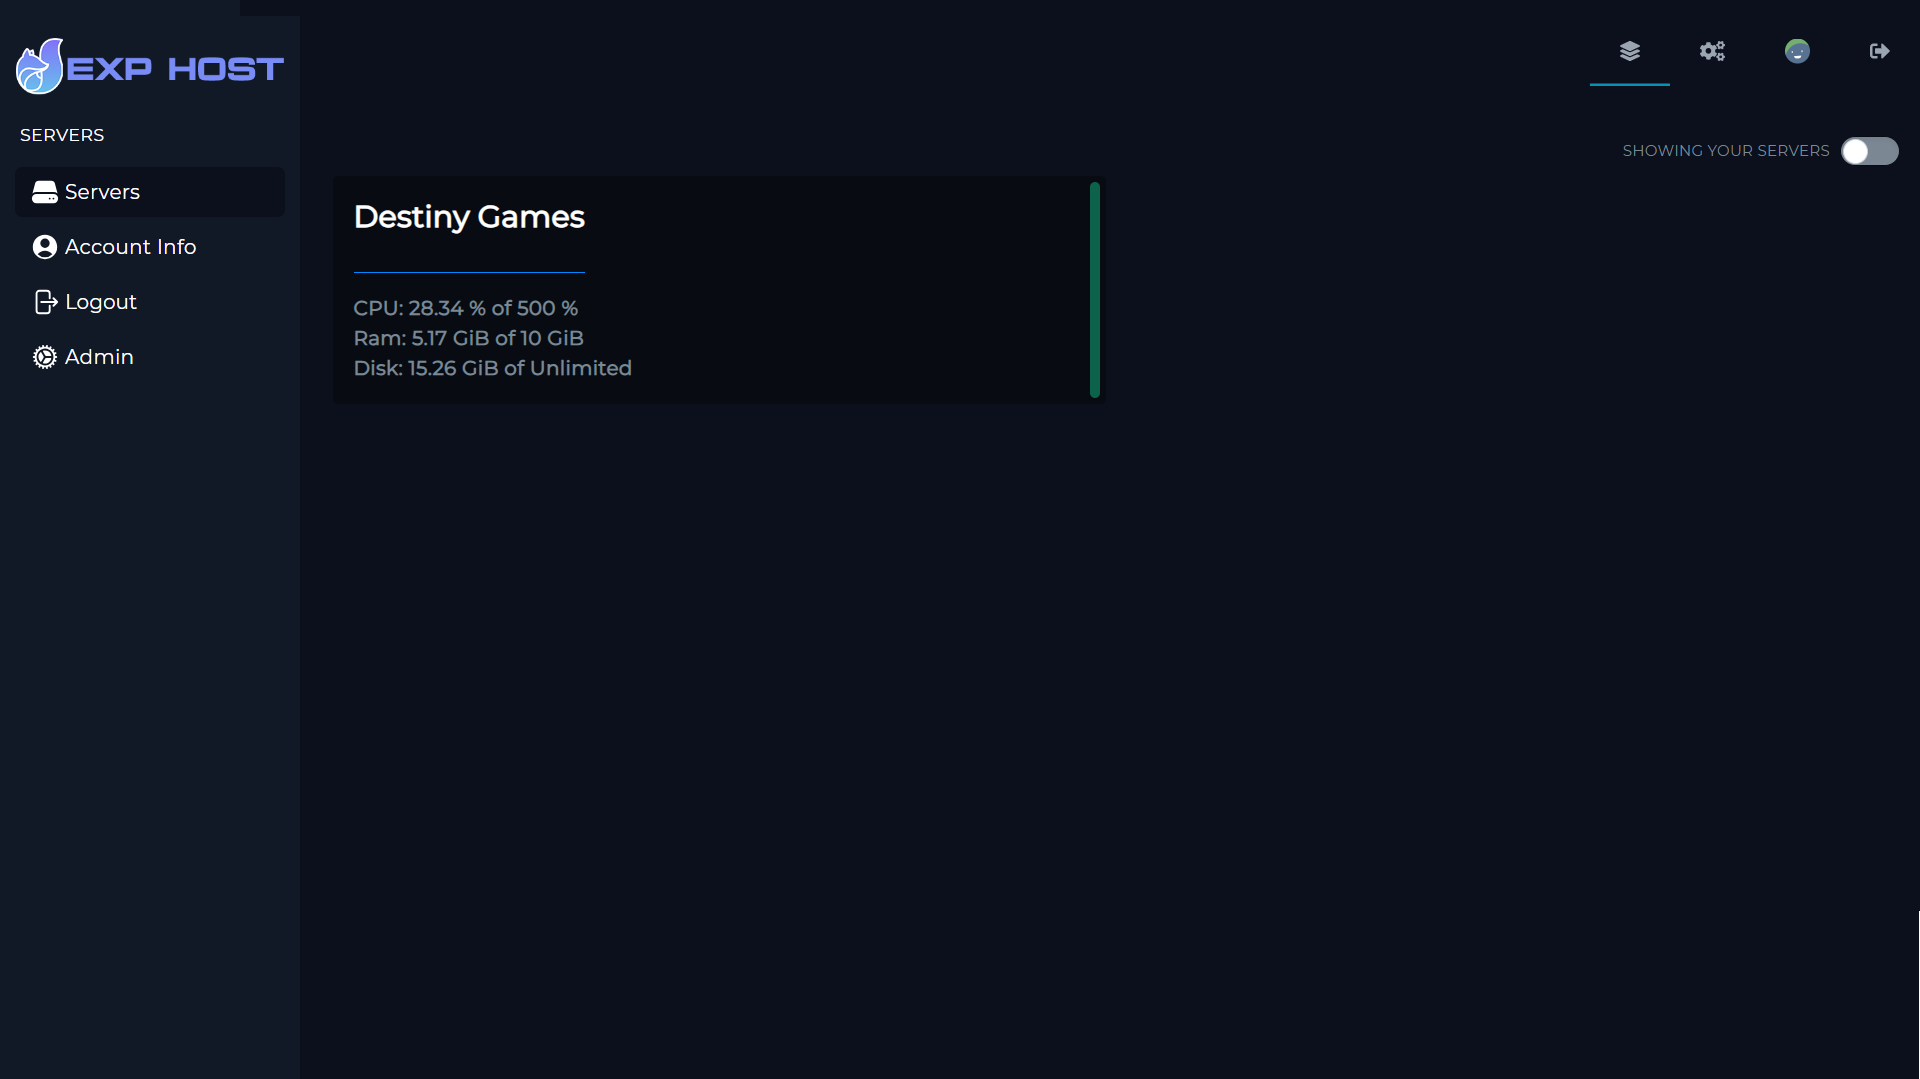 EXP HOST
SERVERS
Servers
Account Info
Logout
Admin
SHOWING YOUR SERVERS
Destiny Games
CPU: 28.34 % of 500 %
Ram: 5.17 GiB of 10 GiB
Disk: 15.26 GiB of Unlimited